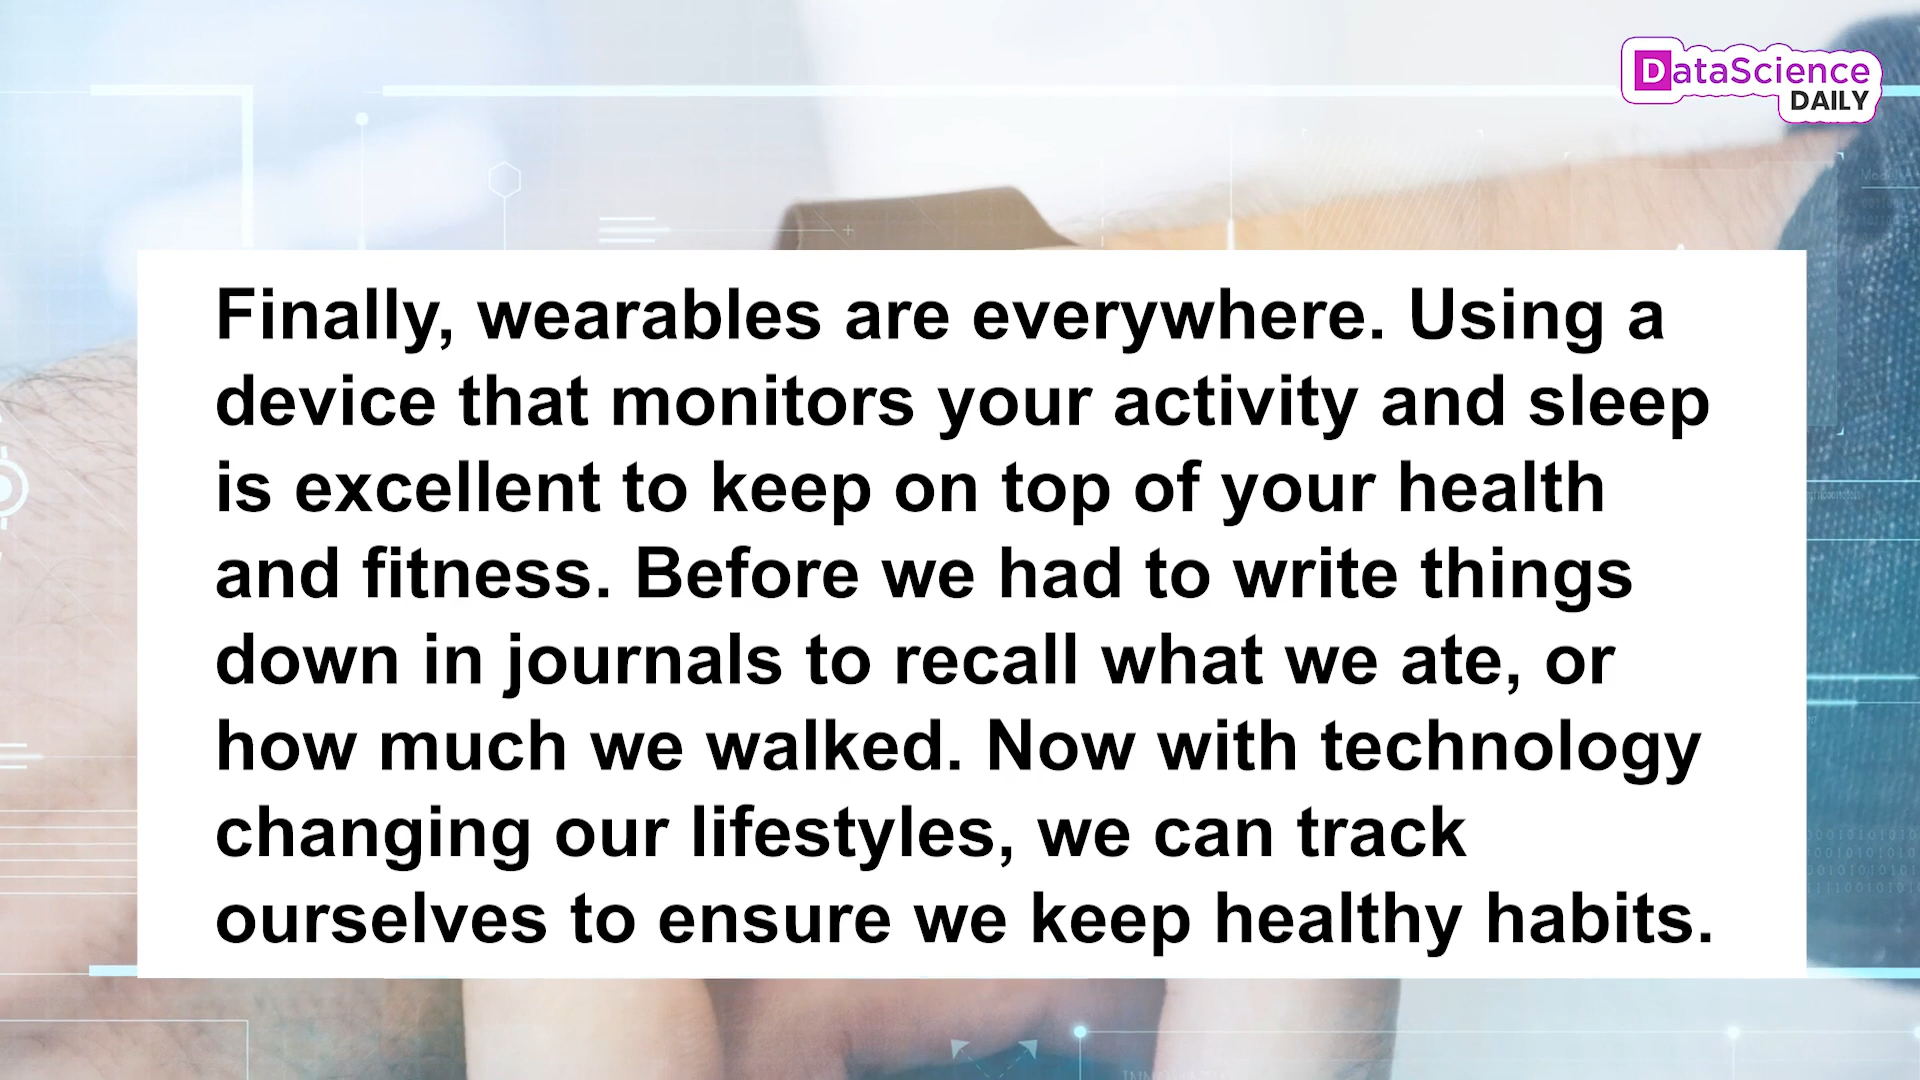 DataScience
DAILY
Finally, wearables are everywhere. Using a
device that monitors your activity and sleep
is excellent to keep on top of your health
and fitness. Before we had to write things
down in journals to recall what we ate, or
how much we walked. Now with technology
changing our lifestyles, we can track
ourselves to ensure we keep healthy habits.